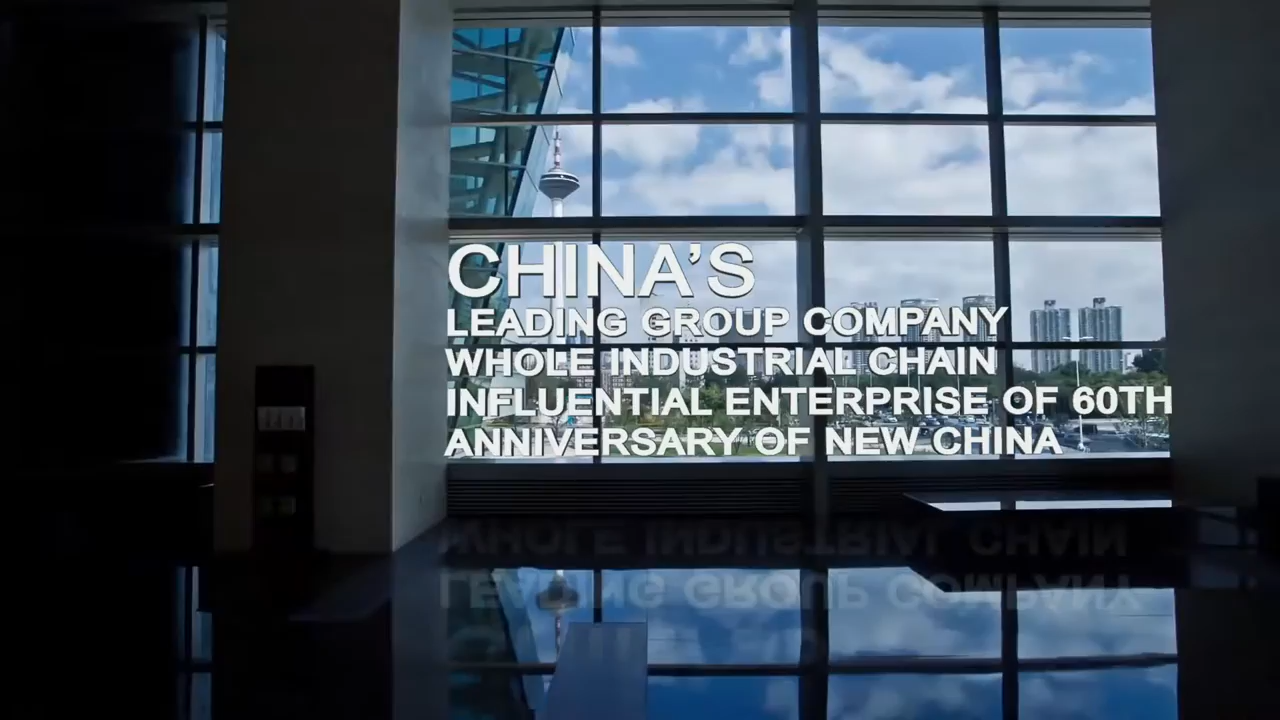 CHINA'S
LEADING GROUP COMPANY
WHOLE INDUSTRIAL CHAIN
INFLUENTIAL ENTERPRISE OF 60TH
ANNIVERSARY OF NEW CHINA